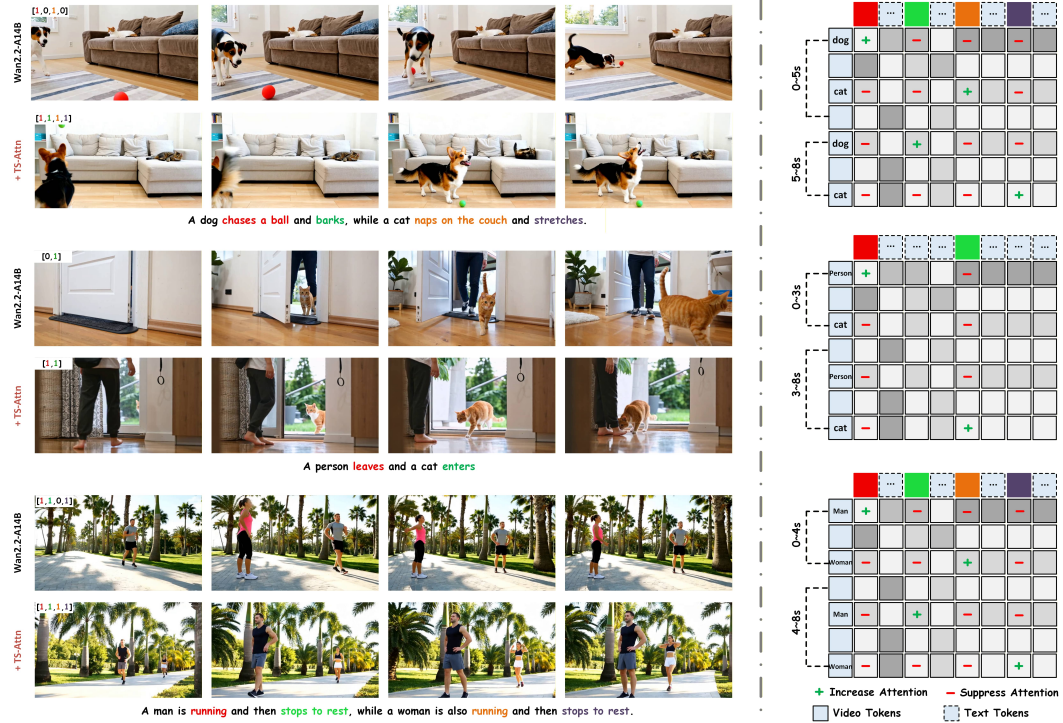 [1,0,1,0]
Wan2.2-A14B
[1,1,1,1]
+ TS-Attn
A dog chases a ball and barks, while a cat naps on the couch and stretches.
[0,1]
Wan2.2-A14B
[1,1]
+ TS-Attn
A person leaves and a cat enters
[1,1,0,1]
Wan2.2-A14B
[1,1,1,1]
+ TS-Attn
A man is running and then stops to rest, while a woman is also running and then stops to rest.
... ... ... ...
0~5s
dog + - - -
cat - - + -
5~8s
dog - + - -
cat - - - +
... ... ... ... ... ...
0~3s
Person + -
cat - -
3~8s
Person - -
cat - +
... ... ... ...
0~4s
Man + - - -
Woman - - + -
4~8s
Man - + - -
Woman - - - +
+ Increase Attention - Suppress Attention
Video Tokens Text Tokens